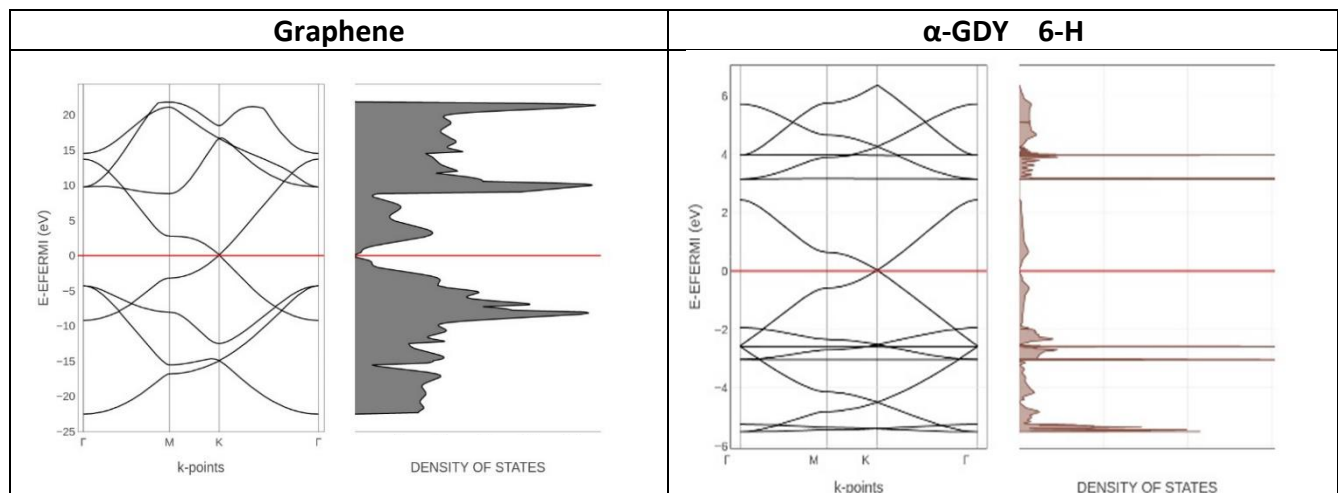 Graphene
α-GDY 6-H
E-EFERMI (eV)
20
15
10
5
0
−5
−10
−15
−20
−25
Γ M K Γ
k-points
DENSITY OF STATES
E-EFERMI (eV)
6
4
2
0
−2
−4
−6
Γ M K Γ
k-points
DENSITY OF STATES